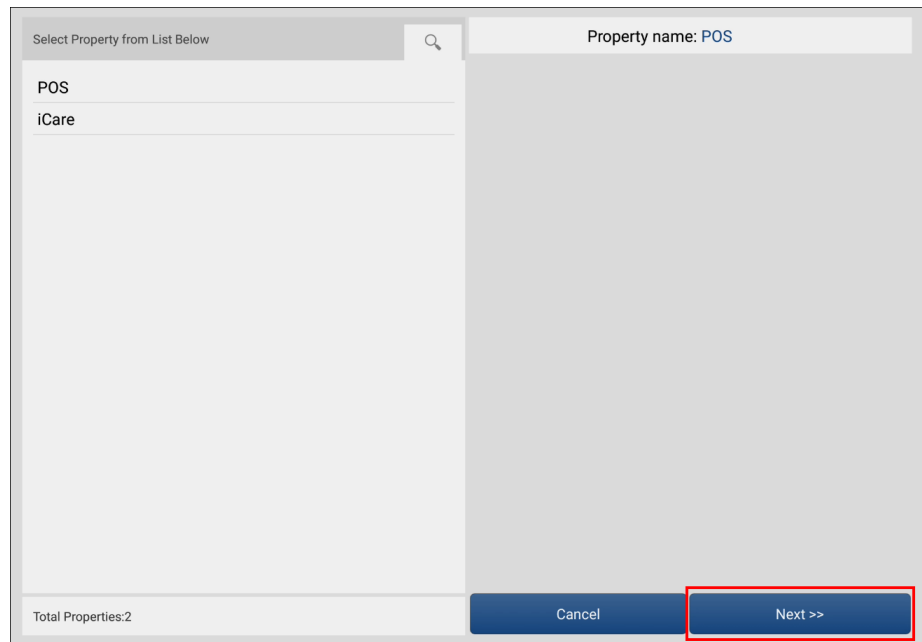 Select Property from List Below
POS
iCare
Total Properties:2
Property name: POS
Cancel
Next >>